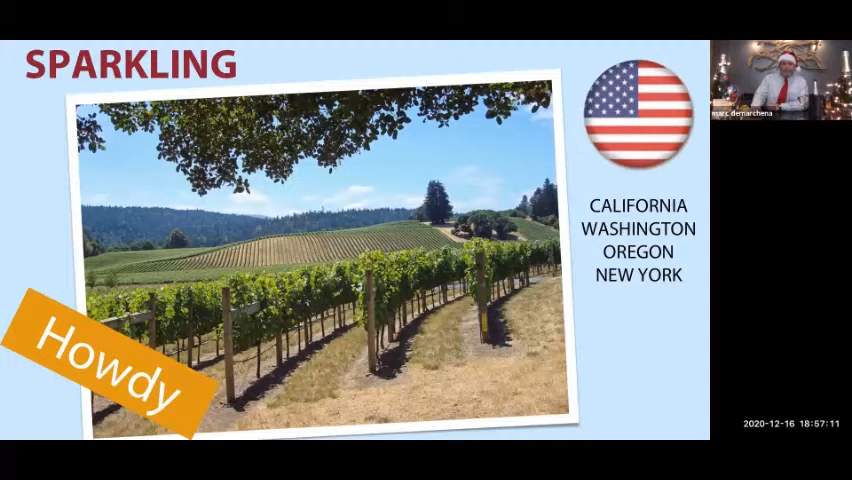 SPARKLING
CALIFORNIA
WASHINGTON
OREGON
NEW YORK
Howdy
marc demarchena
2020-12-16 18:57:11